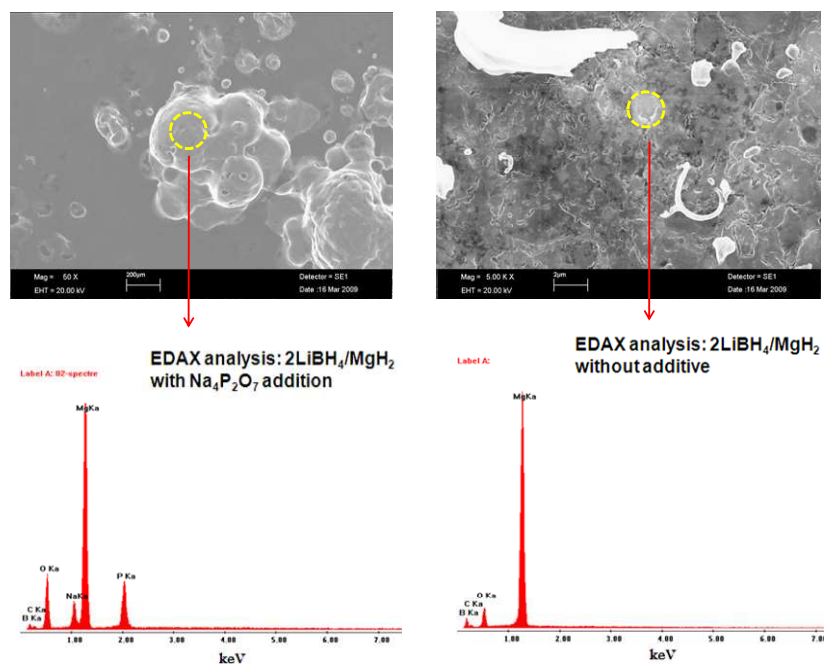 Mag = 50 X
200µm
Detector = SE1
EHT = 20.00 kV
Date :16 Mar 2009
Mag = 5.00 K X
2µm
Detector = SE1
EHT = 20.00 kV
Date :16 Mar 2009
EDAX analysis: 2LiBH₄/MgH₂
with Na₄P₂O₇ addition
Label A: 82-spectre
MgKa
O Ka
NaKa
P Ka
C Ka
B Ka
1.00 2.00 3.00 4.00 5.00 6.00 7.00
keV
EDAX analysis: 2LiBH₄/MgH₂
without additive
Label A:
MgKa
O Ka
C Ka
B Ka
1.00 2.00 3.00 4.00 5.00 6.00 7.0
keV